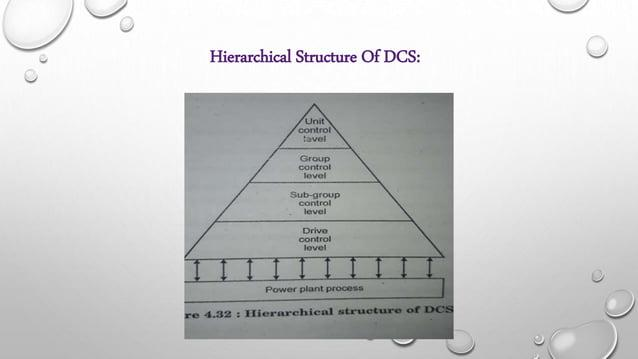 Hierarchical Structure Of DCS:
Unit
control
level
Group
control
level
Sub-group
control
level
Drive
control
level
Power plant process
re 4.32 : Hierarchical structure of DCS